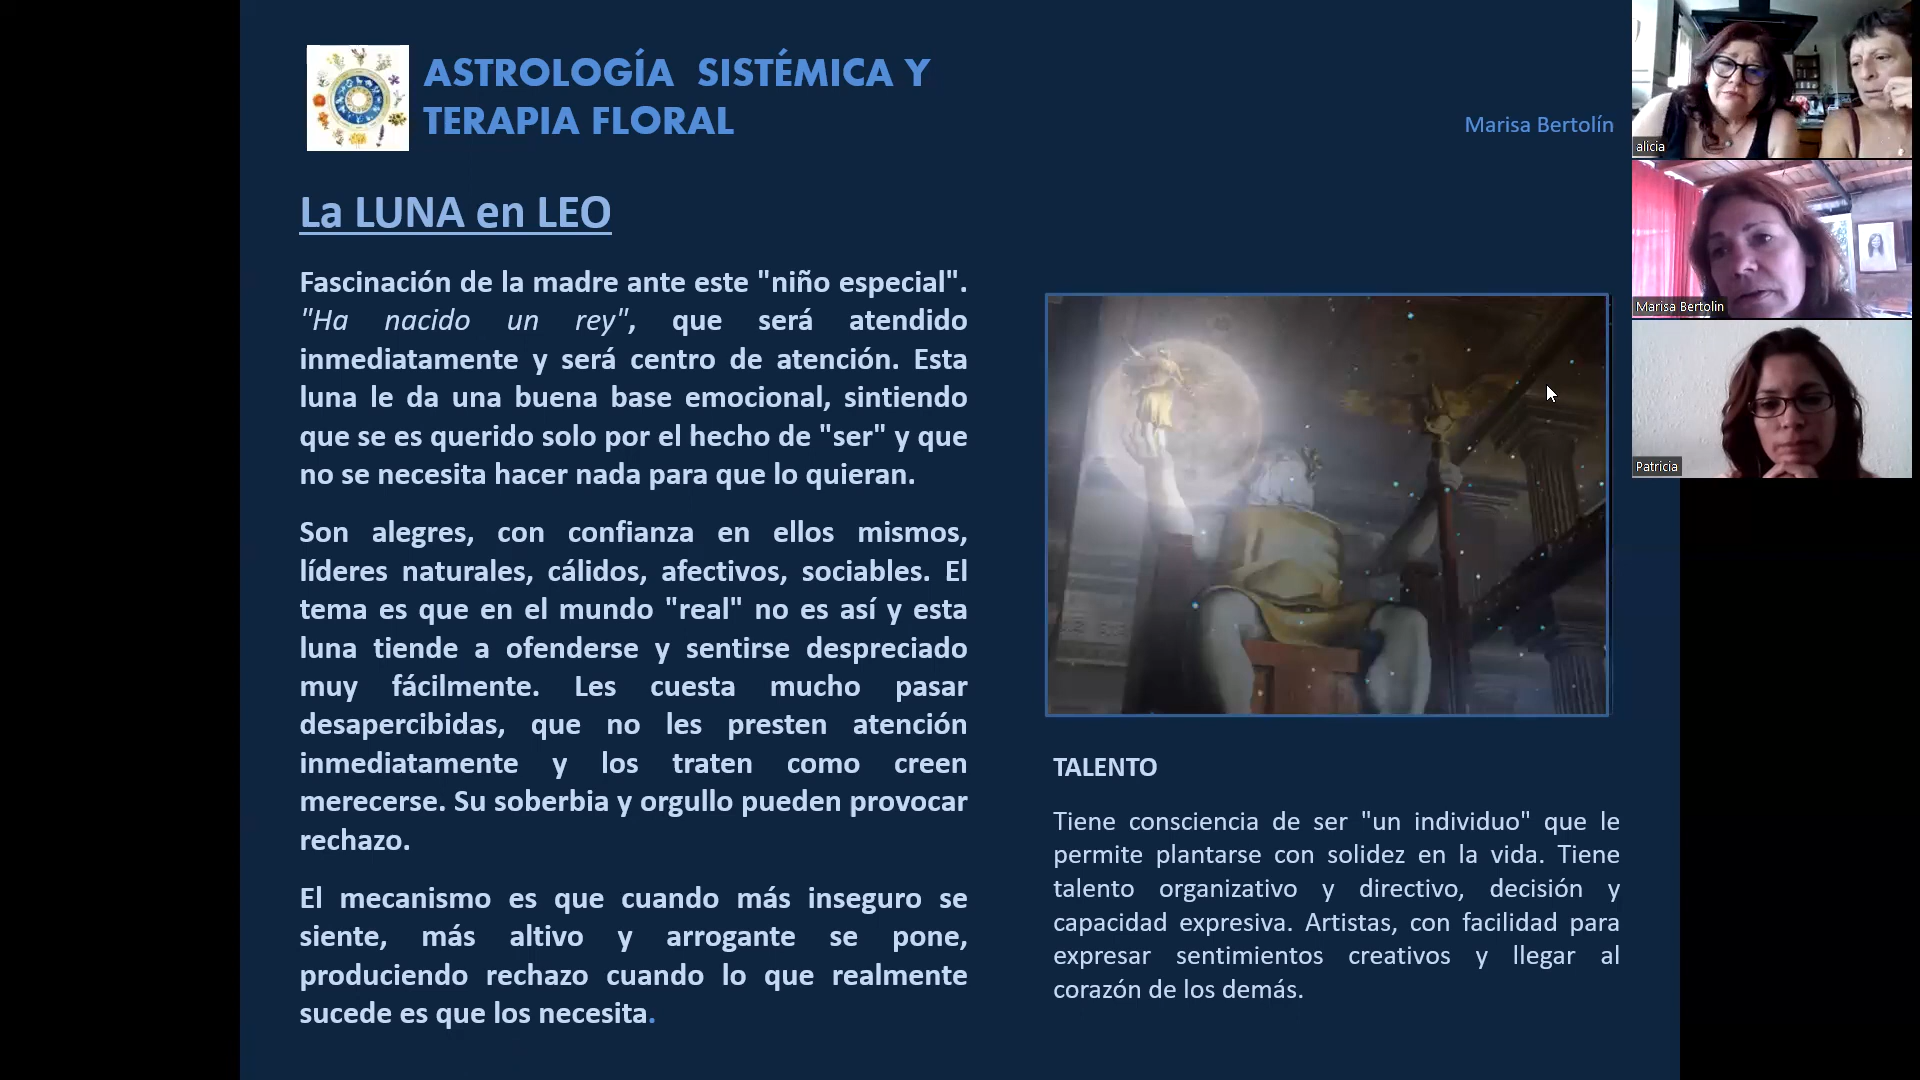 ASTROLOGÍA SISTÉMICA Y
TERAPIA FLORAL
Marisa Bertolín
La LUNA en LEO
Fascinación de la madre ante este "niño especial".
"Ha nacido un rey", que será atendido
inmediatamente y será centro de atención. Esta
luna le da una buena base emocional, sintiendo
que se es querido solo por el hecho de "ser" y que
no se necesita hacer nada para que lo quieran.
Son alegres, con confianza en ellos mismos,
líderes naturales, cálidos, afectivos, sociables. El
tema es que en el mundo "real" no es así y esta
luna tiende a ofenderse y sentirse despreciado
muy fácilmente. Les cuesta mucho pasar
desapercibidas, que no les presten atención
inmediatamente y los traten como creen
merecerse. Su soberbia y orgullo pueden provocar
rechazo.
El mecanismo es que cuando más inseguro se
siente, más altivo y arrogante se pone,
produciendo rechazo cuando lo que realmente
sucede es que los necesita.
TALENTO
Tiene consciencia de ser "un individuo" que le
permite plantarse con solidez en la vida. Tiene
talento organizativo y directivo, decisión y
capacidad expresiva. Artistas, con facilidad para
expresar sentimientos creativos y llegar al
corazón de los demás.
alicia
Marisa Bertolin
Patricia